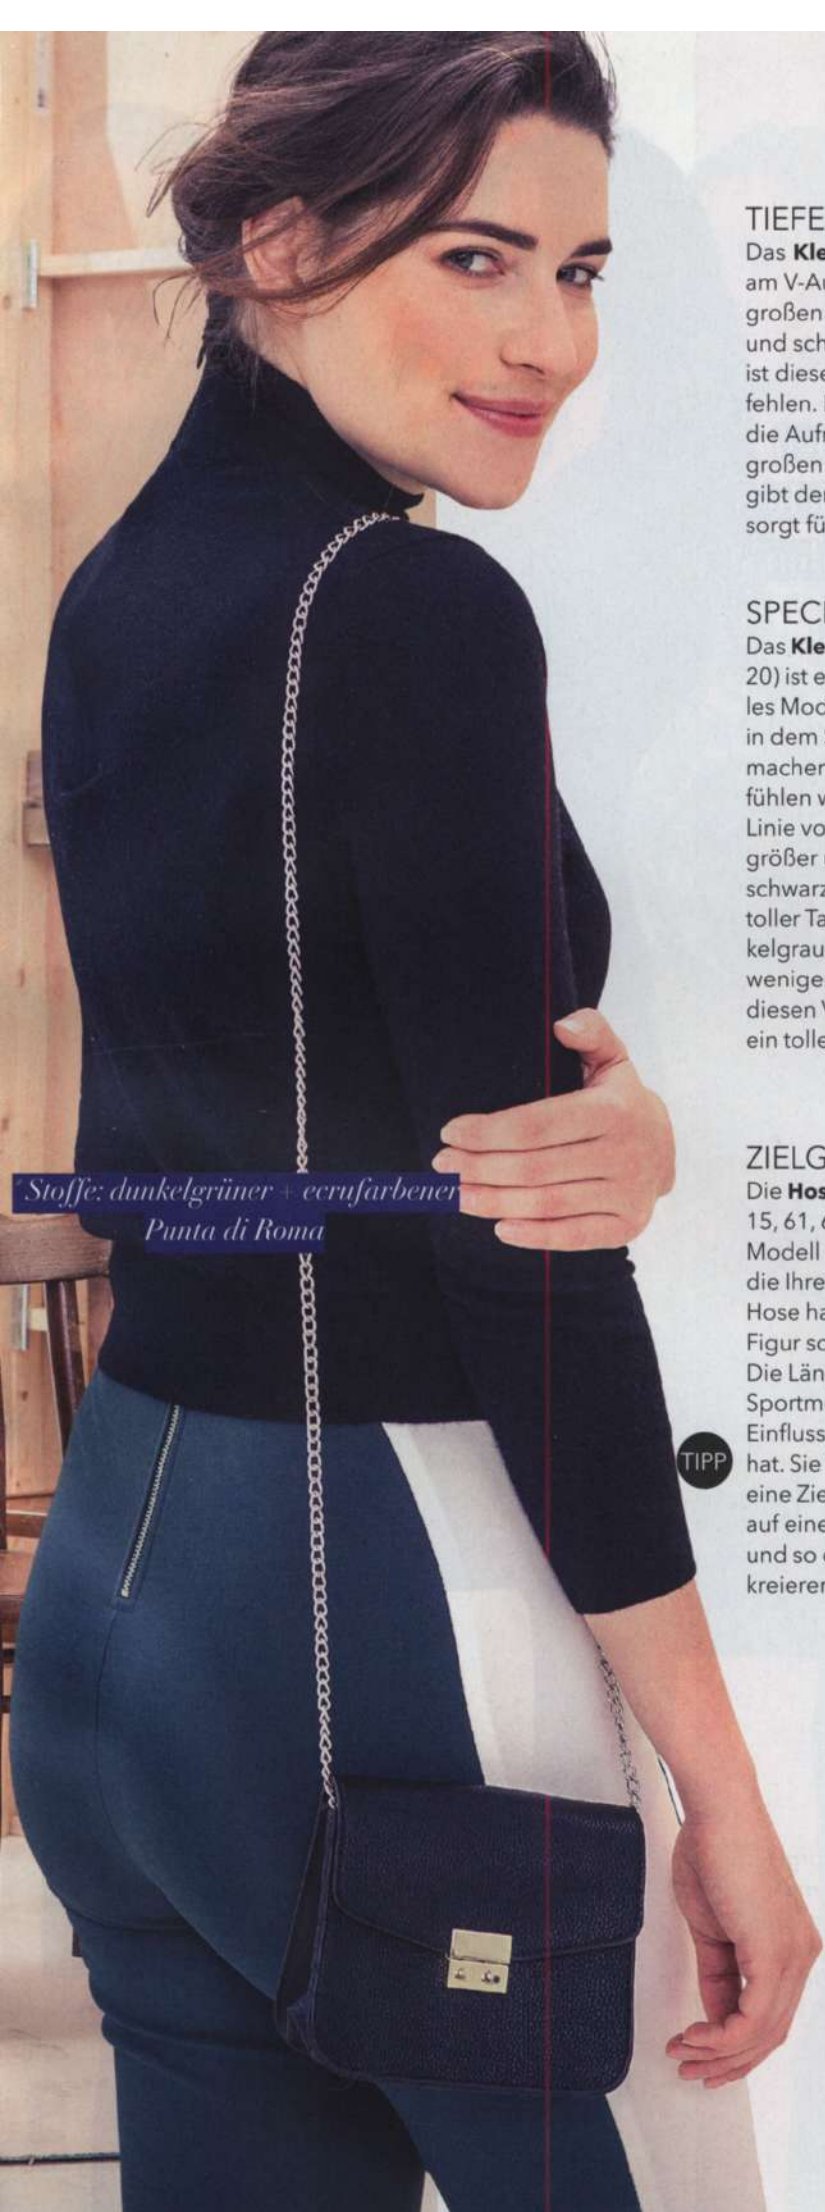 Stoffe: dunkelgrüner + ecrufarbener
Punta di Roma
TIEFE
Das Kle
am V-Au
großen
und sch
ist diese
fehlen.
die Aufr
großen
gibt der
sorgt fü
SPECI
Das Kle
20) ist e
les Mod
in dem
machen
fühlen w
Linie vo
größer
schwarz
toller Ta
kelgrau
wenige
diesen
ein tolle
ZIELG
Die Hos
15, 61,
Modell
die Ihre
Hose ha
Figur sc
Die Län
Sportm
Einfluss
TIPP
hat. Sie
eine Zie
auf eine
und so
kreieren